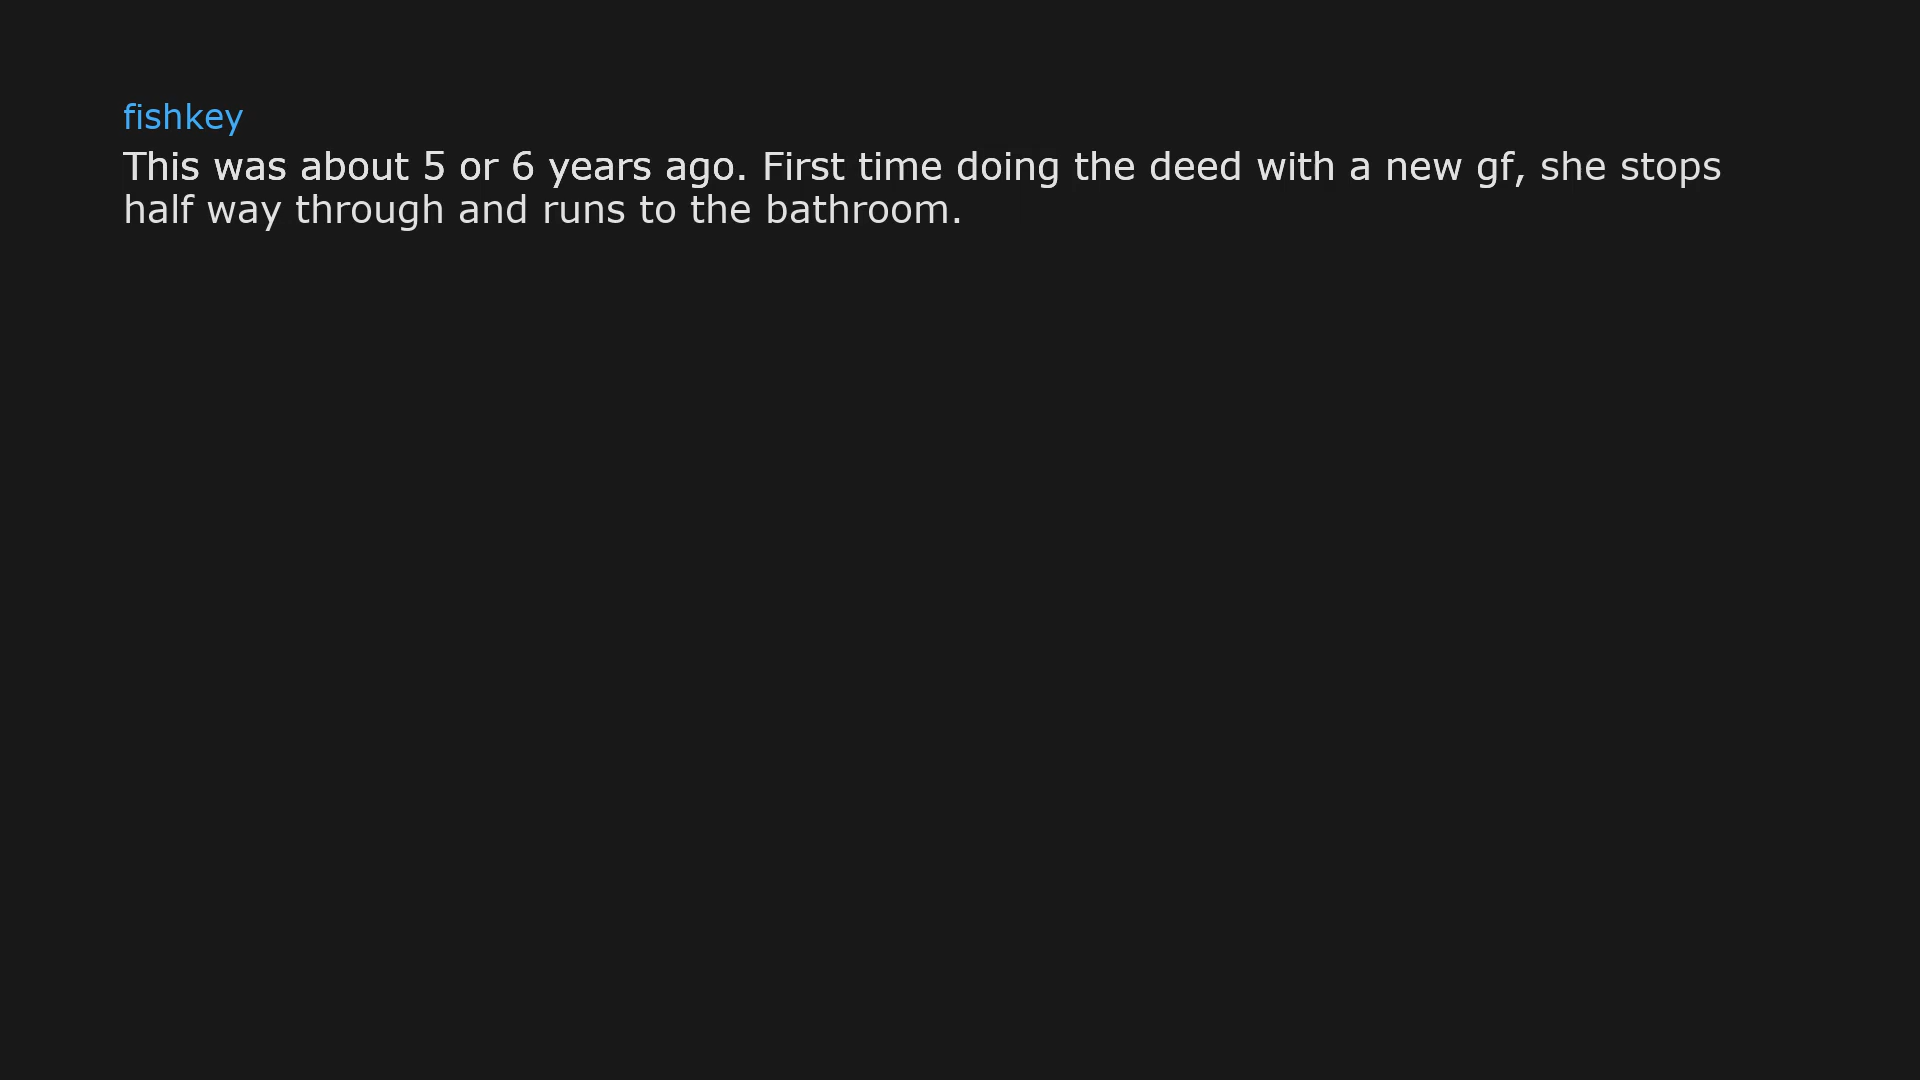 fishkey
This was about 5 or 6 years ago. First time doing the deed with a new gf, she stops
half way through and runs to the bathroom.